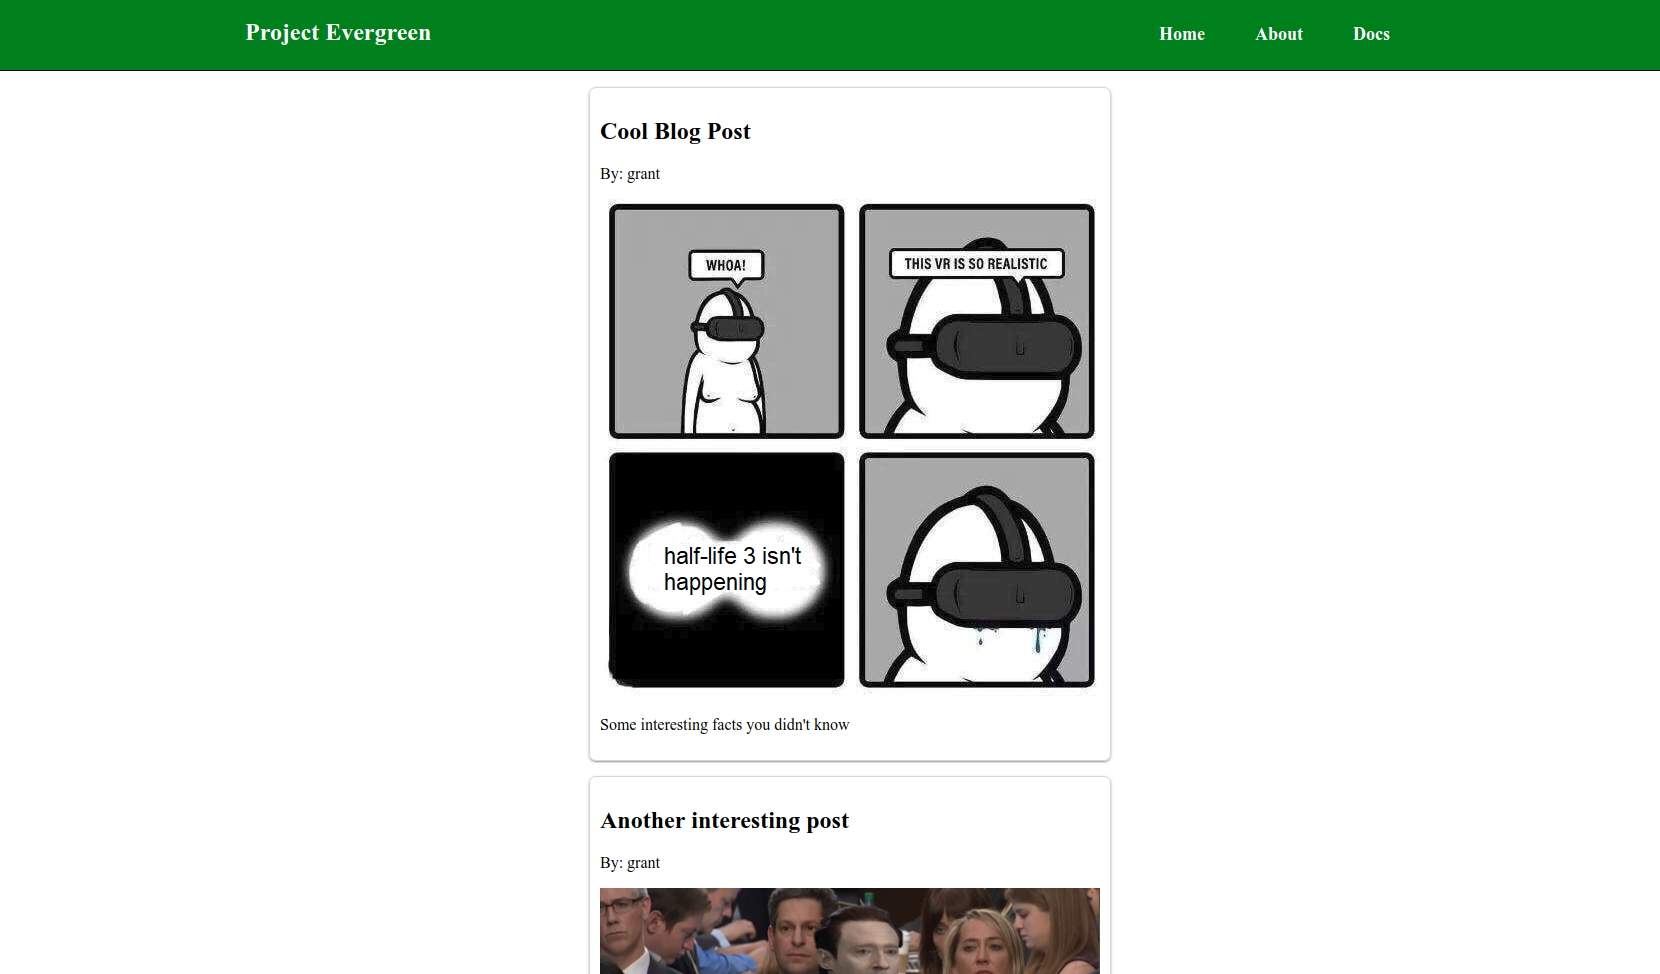 Project Evergreen
Home
About
Docs
Cool Blog Post
By: grant
WHOA!
THIS VR IS SO REALISTIC
half-life 3 isn't
happening
Some interesting facts you didn't know
Another interesting post
By: grant